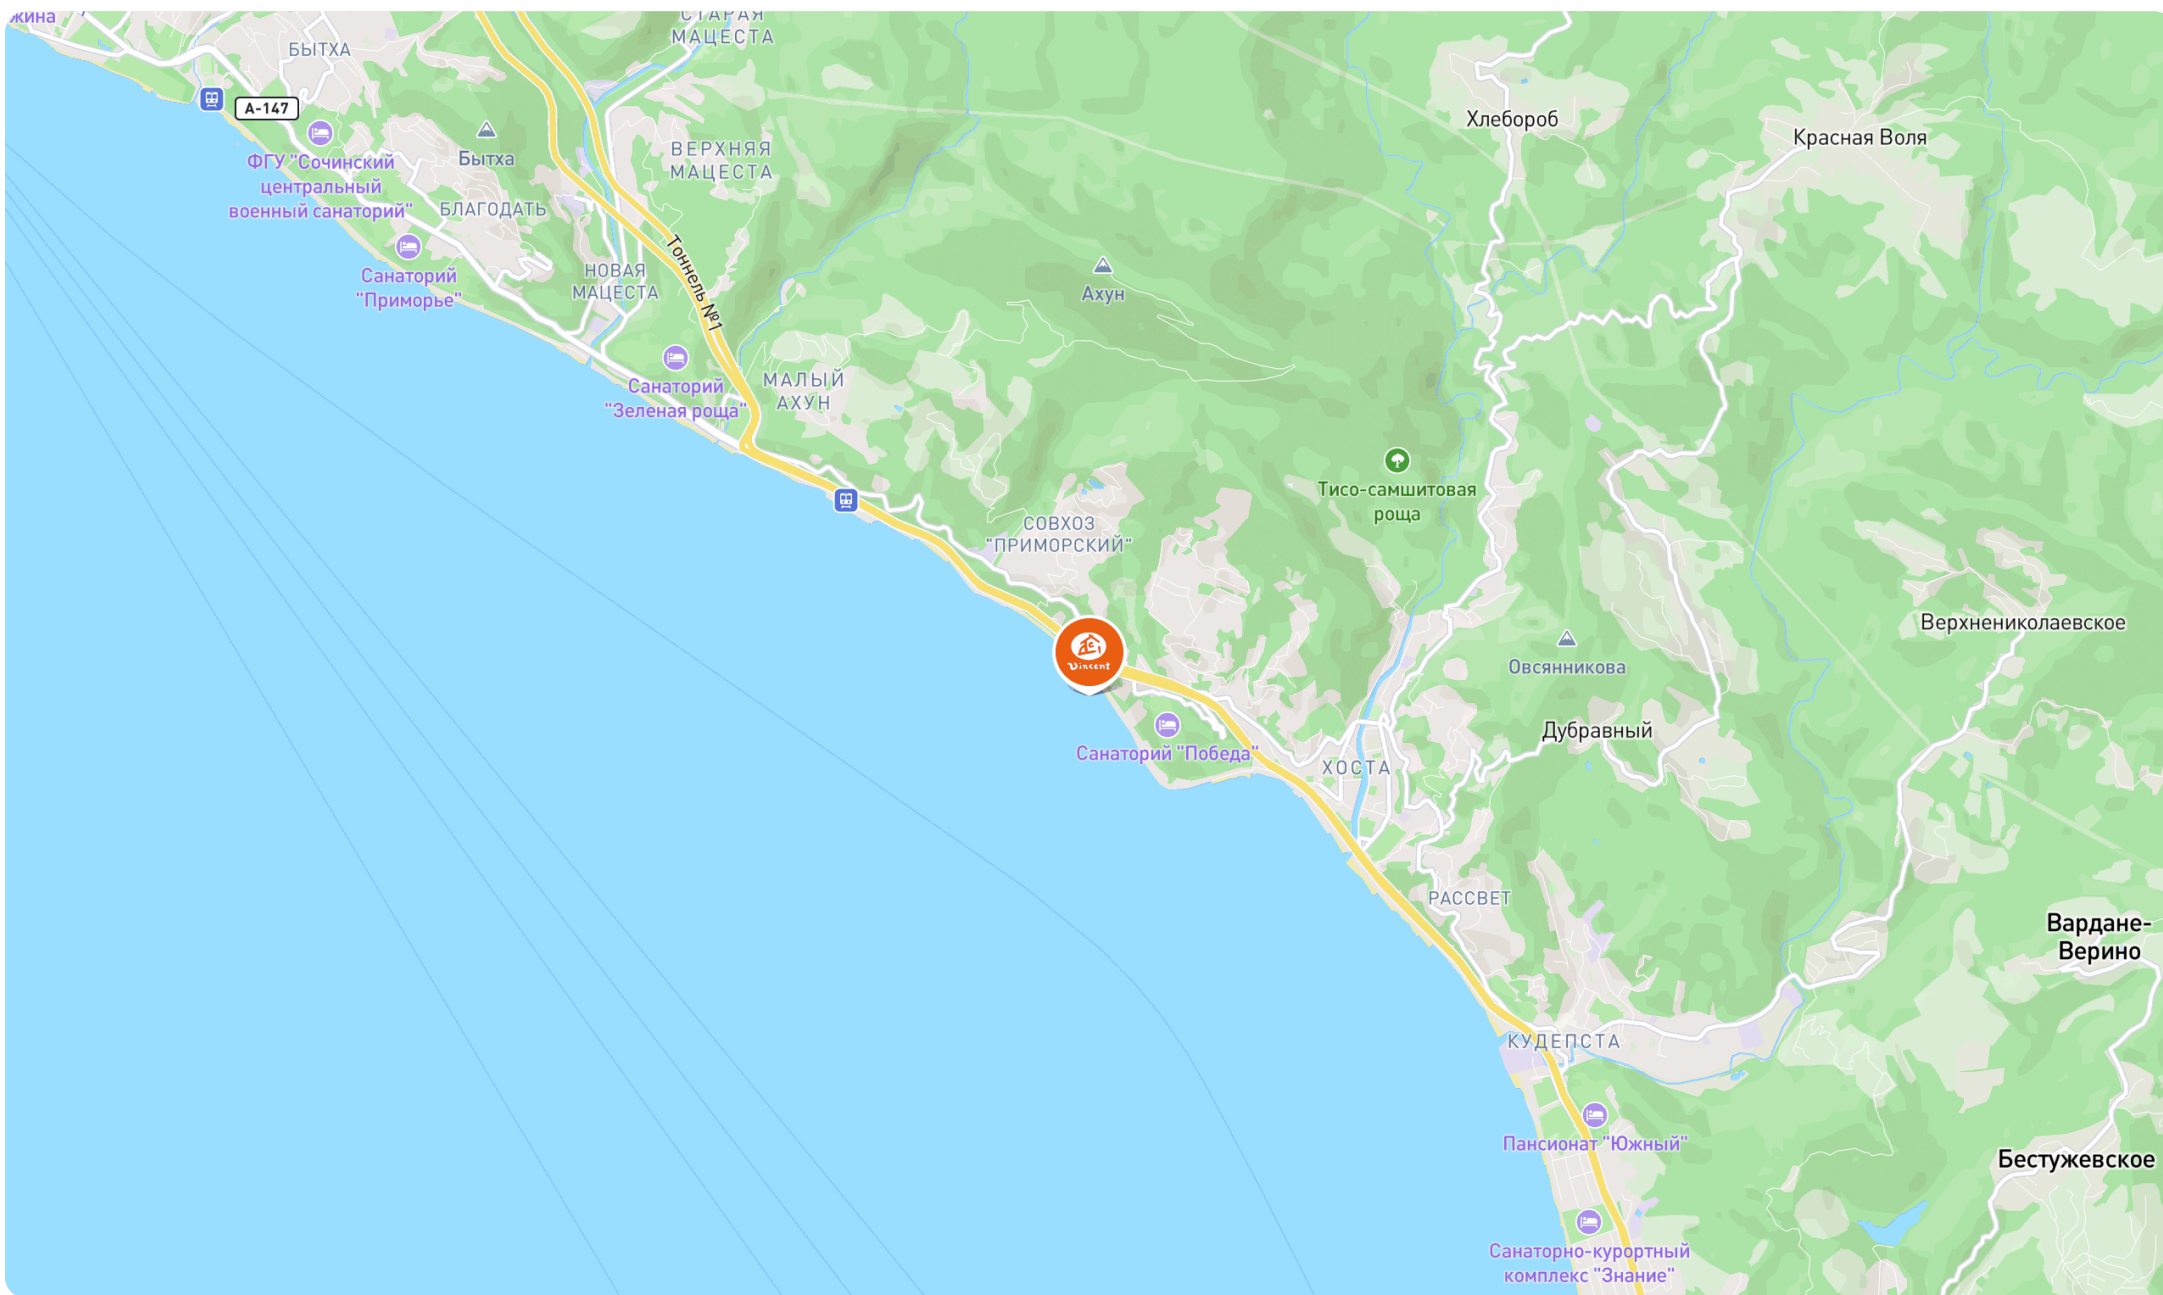 жина
СТАРАЯ
МАЦЕСТА
БЫТХА
А-147
Хлебороб
Красная Воля
ФГУ "Сочинский
центральный
военный санаторий"
Бытха
ВЕРХНЯЯ
МАЦЕСТА
БЛАГОДАТЬ
Санаторий
"Приморье"
НОВАЯ
МАЦЕСТА
Тоннель №1
Ахун
Санаторий
"Зеленая роща"
МАЛЫЙ
АХУН
Тисо-самшитовая
роща
СОВХОЗ
"ПРИМОРСКИЙ"
Vincent
Верхнениколаевское
Овсянникова
Дубравный
Санаторий "Победа"
ХОСТА
РАССВЕТ
Вардане-
Верино
КУДЕПСТА
Пансионат "Южный"
Бестужевское
Санаторно-курортный
комплекс "Знание"